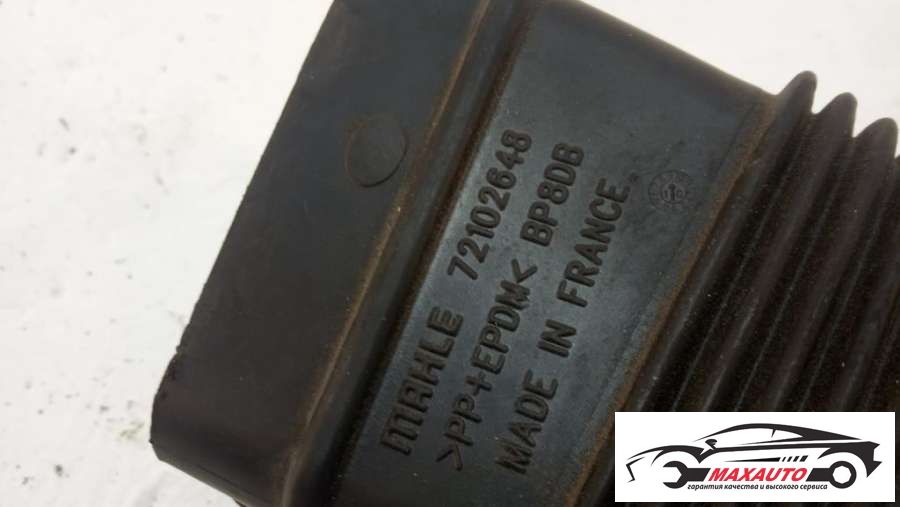 MAHLE 72102648
>PP+EPDM< BP8DB
MADE IN FRANCE.
MAXAUTO
гарантия качества и высокого сервиса